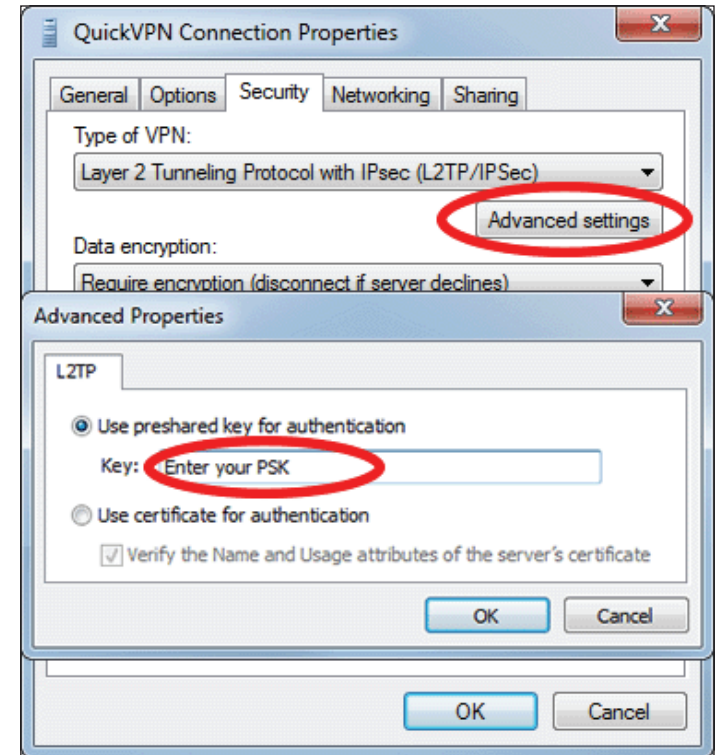 QuickVPN Connection Properties
General Options Security Networking Sharing
Type of VPN:
Layer 2 Tunneling Protocol with IPsec (L2TP/IPSec)
Advanced settings
Data encryption:
Require encryption (disconnect if server declines)
Advanced Properties
L2TP
Use preshared key for authentication
Key: Enter your PSK
Use certificate for authentication
Verify the Name and Usage attributes of the server's certificate
OK Cancel
OK Cancel